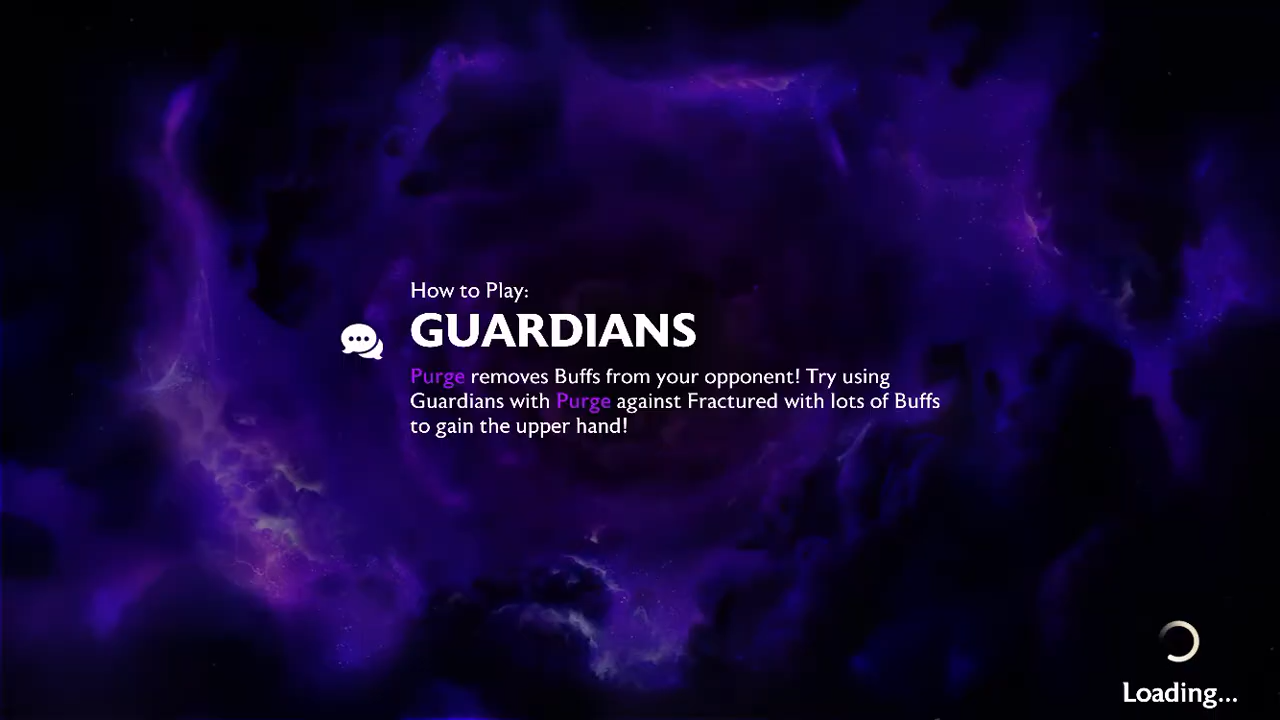 How to Play:
GUARDIANS
Purge removes Buffs from your opponent! Try using
Guardians with Purge against Fractured with lots of Buffs
to gain the upper hand!
Loading...